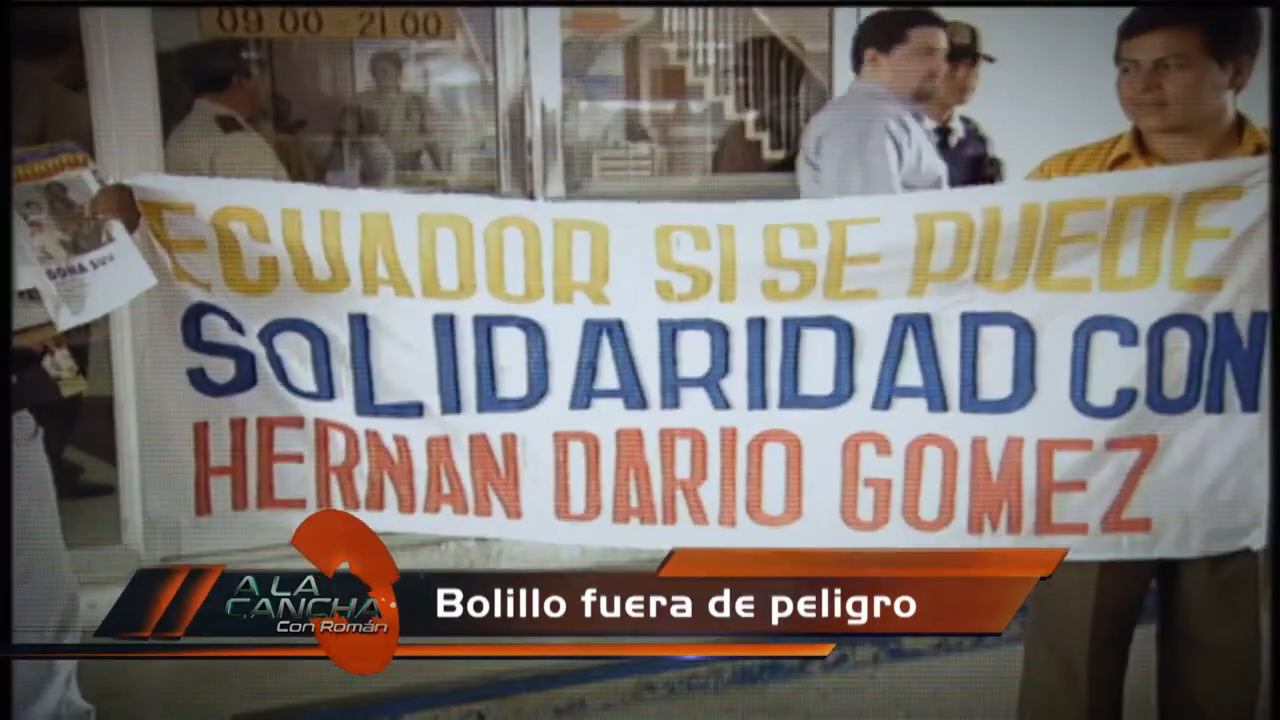 09 00 21 00
ECUADOR SI SE PUEDE
SOLIDARIDAD CON
HERNAN DARIO GOMEZ
A LA
CANCHA
Con Román
Bolillo fuera de peligro